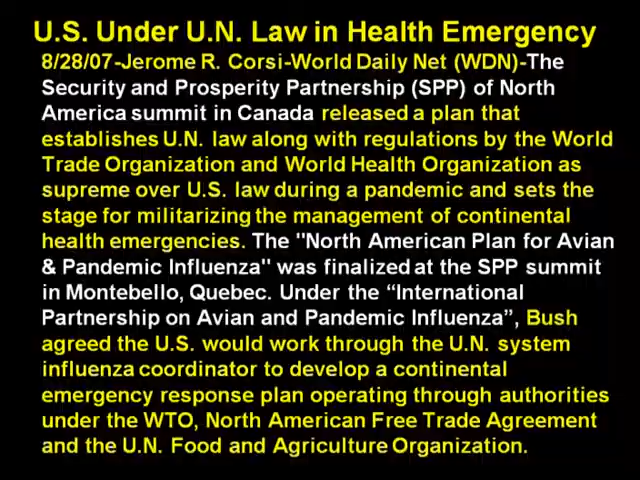 U.S. Under U.N. Law in Health Emergency
8/28/07-Jerome R. Corsi-World Daily Net (WDN)-The
Security and Prosperity Partnership (SPP) of North
America summit in Canada released a plan that
establishes U.N. law along with regulations by the World
Trade Organization and World Health Organization as
supreme over U.S. law during a pandemic and sets the
stage for militarizing the management of continental
health emergencies. The "North American Plan for Avian
& Pandemic Influenza" was finalized at the SPP summit
in Montebello, Quebec. Under the “International
Partnership on Avian and Pandemic Influenza”, Bush
agreed the U.S. would work through the U.N. system
influenza coordinator to develop a continental
emergency response plan operating through authorities
under the WTO, North American Free Trade Agreement
and the U.N. Food and Agriculture Organization.